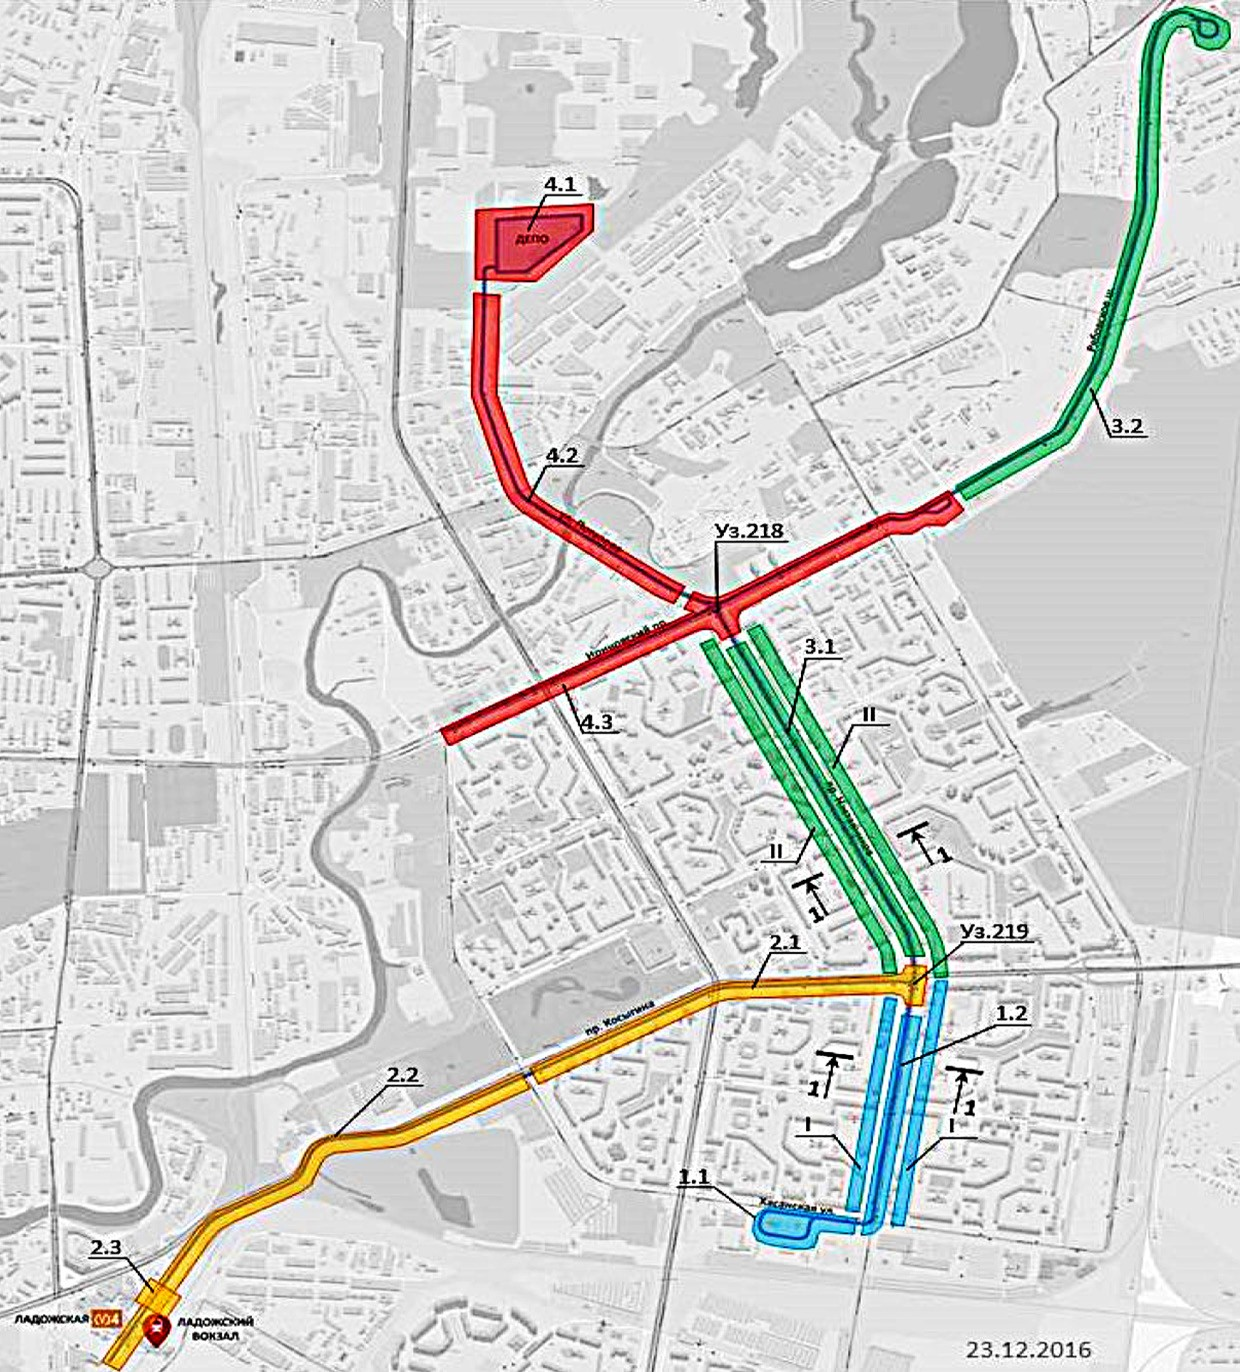 4.1
ДЕПО
Рябовское ш.
3.2
4.2
Уз.218
Ириновский пр.
3.1
4.3
II
II
1
1
Уз.219
2.1
пр. Косыгина
1.2
2.2
1
1
I
I
1.1
Хасанская ул.
2.3
ЛАДОЖСКАЯ 4
ЛАДОЖСКИЙ
ВОКЗАЛ
23.12.2016